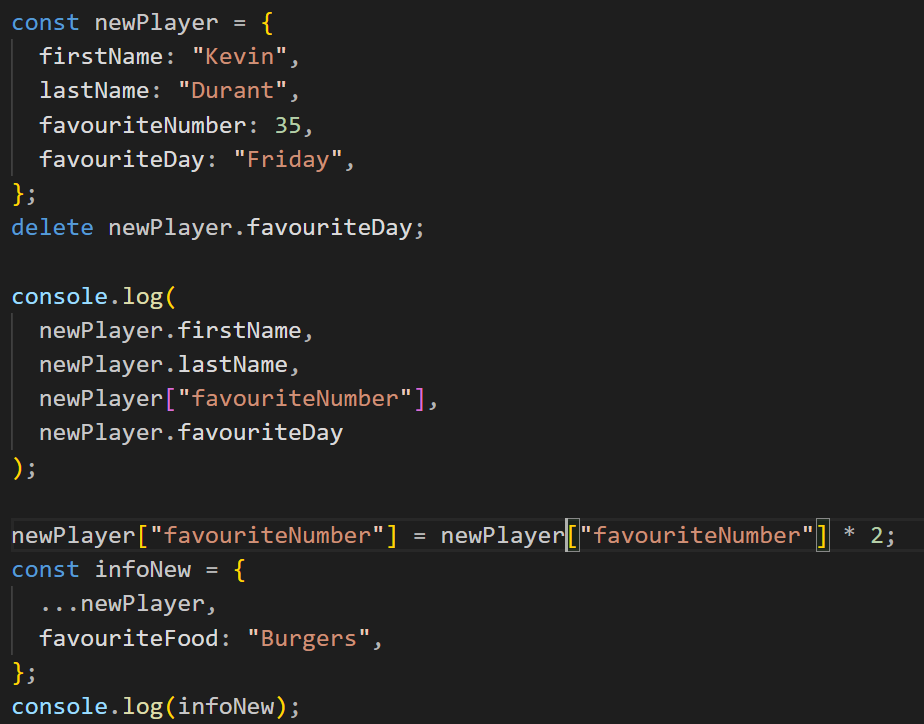 const newPlayer = {
  firstName: "Kevin",
  lastName: "Durant",
  favouriteNumber: 35,
  favouriteDay: "Friday",
};
delete newPlayer.favouriteDay;

console.log(
  newPlayer.firstName,
  newPlayer.lastName,
  newPlayer["favouriteNumber"],
  newPlayer.favouriteDay
);

newPlayer["favouriteNumber"] = newPlayer["favouriteNumber"] * 2;
const infoNew = {
  ...newPlayer,
  favouriteFood: "Burgers",
};
console.log(infoNew);